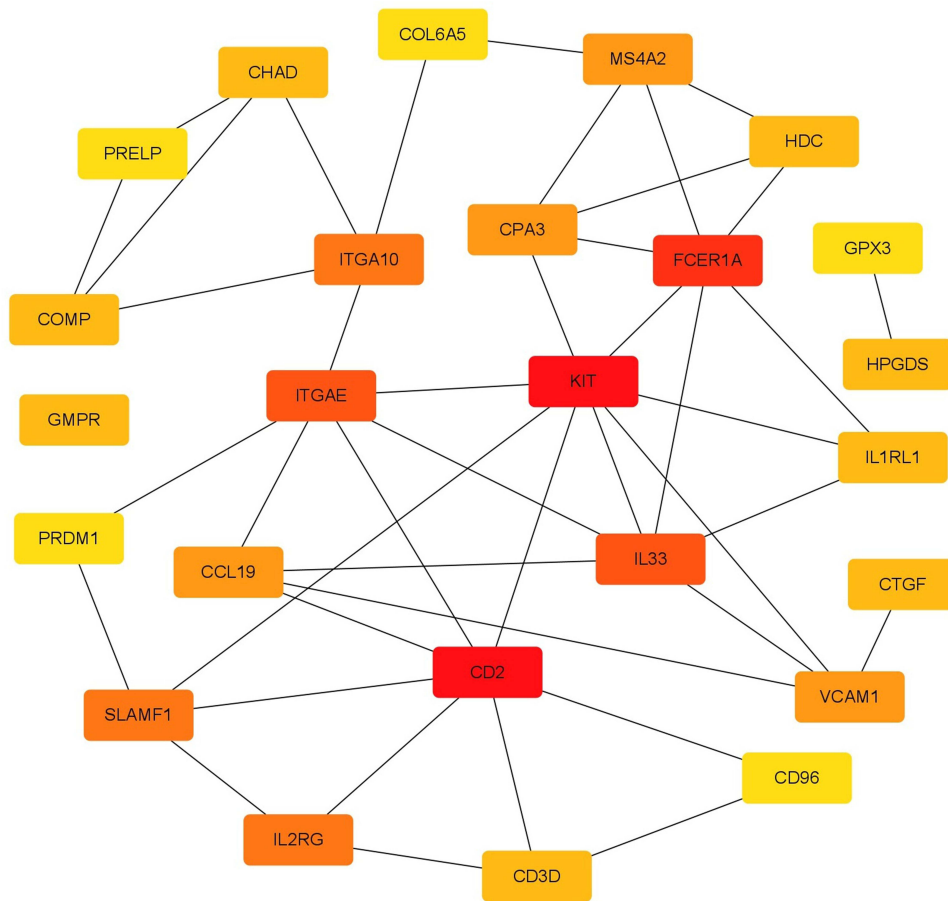 COL6A5
MS4A2
CHAD
HDC
PRELP
CPA3
GPX3
ITGA10
FCER1A
COMP
HPGDS
KIT
ITGAE
GMPR
IL1RL1
PRDM1
IL33
CCL19
CTGF
CD2
VCAM1
SLAMF1
CD96
IL2RG
CD3D